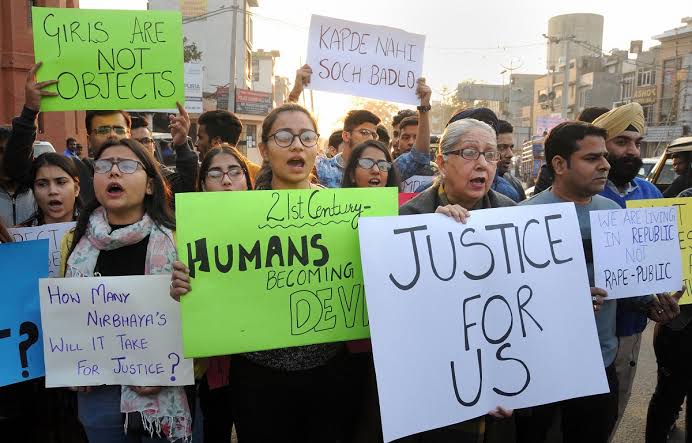 GIRLS ARE
NOT
OBJECTS
KAPDE NAHI
SOCH BADLO
21st Century-
HUMANS
BECOMING
HOW MANY
NIRBHAYA'S
WILL IT TAKE
FOR JUSTICE ?
JUSTICE
FOR
US
WE ARE LIVING
IN REPUBLIC
NOT
RAPE-PUBLIC
?